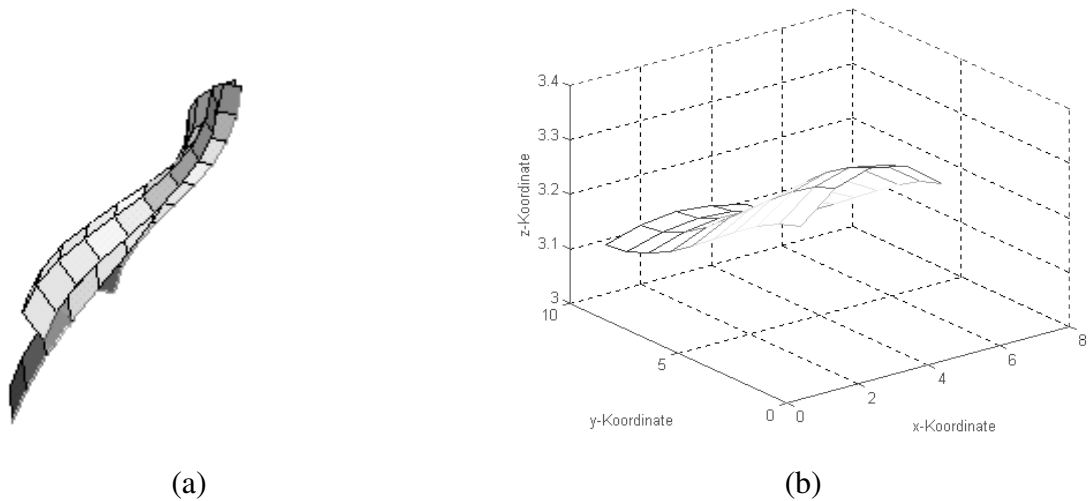 3.4
3.3
3.2
3.1
3
z-Koordinate
10
5
0
y-Koordinate
0
2
4
6
8
x-Koordinate
(a)
(b)